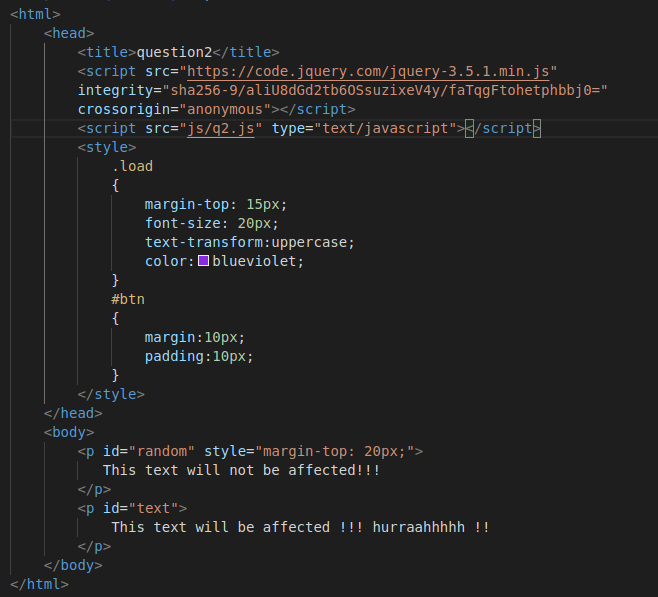 <html>
<head>
<title>question2</title>
<script src="https://code.jquery.com/jquery-3.5.1.min.js"
integrity="sha256-9/aliU8dGd2tb6OSsuzixeV4y/faTqgFtohetphbbj0="
crossorigin="anonymous"></script>
<script src="js/q2.js" type="text/javascript"></script>
<style>
.load
{
margin-top: 15px;
font-size: 20px;
text-transform:uppercase;
color:blueviolet;
}
#btn
{
margin:10px;
padding:10px;
}
</style>
</head>
<body>
<p id="random" style="margin-top: 20px;">
This text will not be affected!!!
</p>
<p id="text">
This text will be affected !!! hurraahhhhh !!
</p>
</body>
</html>